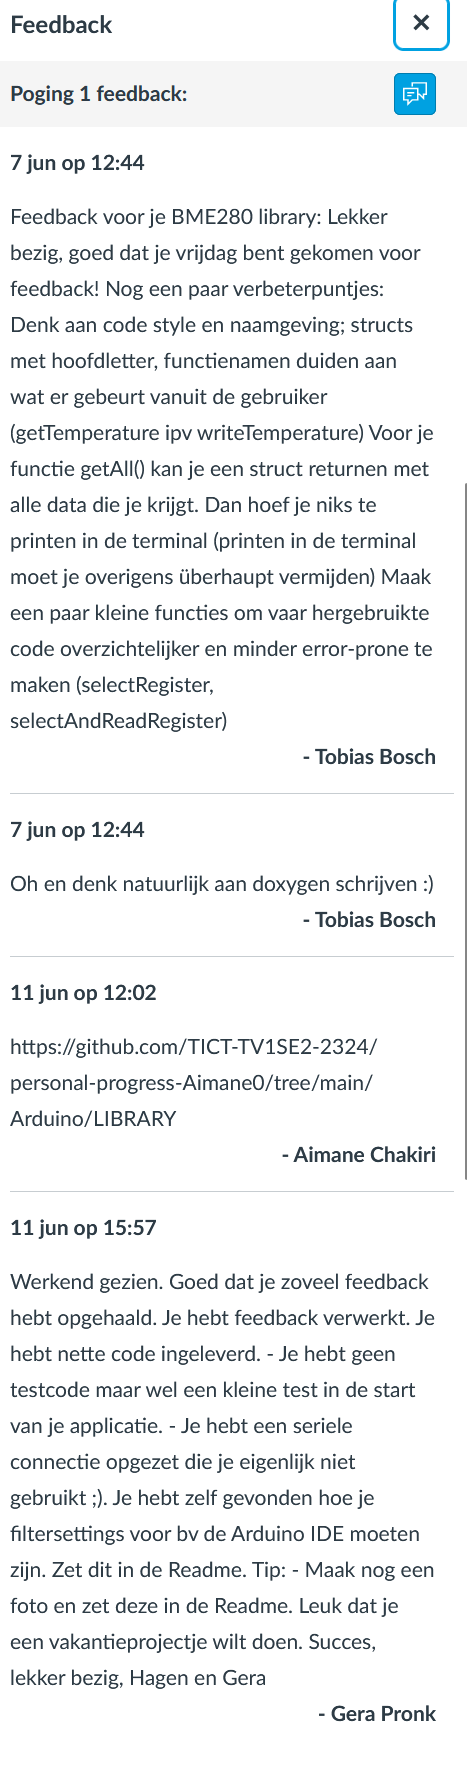 Feedback
Poging 1 feedback:
7 jun op 12:44
Feedback voor je BME280 library: Lekker
bezig, goed dat je vrijdag bent gekomen voor
feedback! Nog een paar verbeterpuntjes:
Denk aan code style en naamgeving; structs
met hoofdletter, functienamen duiden aan
wat er gebeurt vanuit de gebruiker
(getTemperature ipv writeTemperature) Voor je
functie getAll() kan je een struct returnen met
alle data die je krijgt. Dan hoef je niks te
printen in de terminal (printen in de terminal
moet je overigens überhaupt vermijden) Maak
een paar kleine functies om vaar hergebruikte
code overzichtelijker en minder error-prone te
maken (selectRegister,
selectAndReadRegister)
- Tobias Bosch
7 jun op 12:44
Oh en denk natuurlijk aan doxygen schrijven :)
- Tobias Bosch
11 jun op 12:02
https://github.com/TICT-TV1SE2-2324/
personal-progress-Aimane0/tree/main/
Arduino/LIBRARY
- Aimane Chakiri
11 jun op 15:57
Werkend gezien. Goed dat je zoveel feedback
hebt opgehaald. Je hebt feedback verwerkt. Je
hebt nette code ingeleverd. - Je hebt geen
testcode maar wel een kleine test in de start
van je applicatie. - Je hebt een seriele
connectie opgezet die je eigenlijk niet
gebruikt ;). Je hebt zelf gevonden hoe je
filtersettings voor bv de Arduino IDE moeten
zijn. Zet dit in de Readme. Tip: - Maak nog een
foto en zet deze in de Readme. Leuk dat je
een vakantieprojectje wilt doen. Succes,
lekker bezig, Hagen en Gera
- Gera Pronk